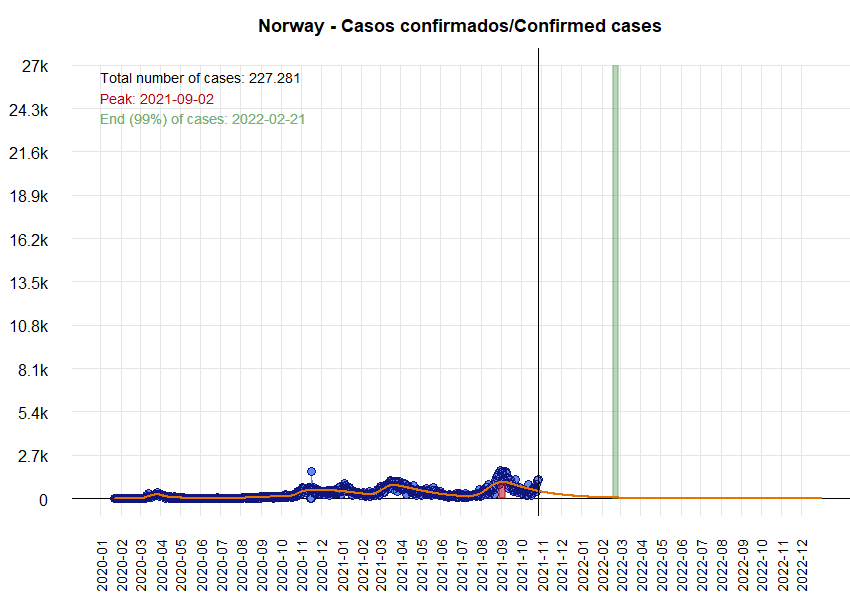 Norway - Casos confirmados/Confirmed cases
27k
24.3k
21.6k
18.9k
16.2k
13.5k
10.8k
8.1k
5.4k
2.7k
0
Total number of cases: 227.281
Peak: 2021-09-02
End (99%) of cases: 2022-02-21
2020-01
2020-02
2020-03
2020-04
2020-05
2020-06
2020-07
2020-08
2020-09
2020-10
2020-11
2020-12
2021-01
2021-02
2021-03
2021-04
2021-05
2021-06
2021-07
2021-08
2021-09
2021-10
2021-11
2021-12
2022-01
2022-02
2022-03
2022-04
2022-05
2022-06
2022-07
2022-08
2022-09
2022-10
2022-11
2022-12